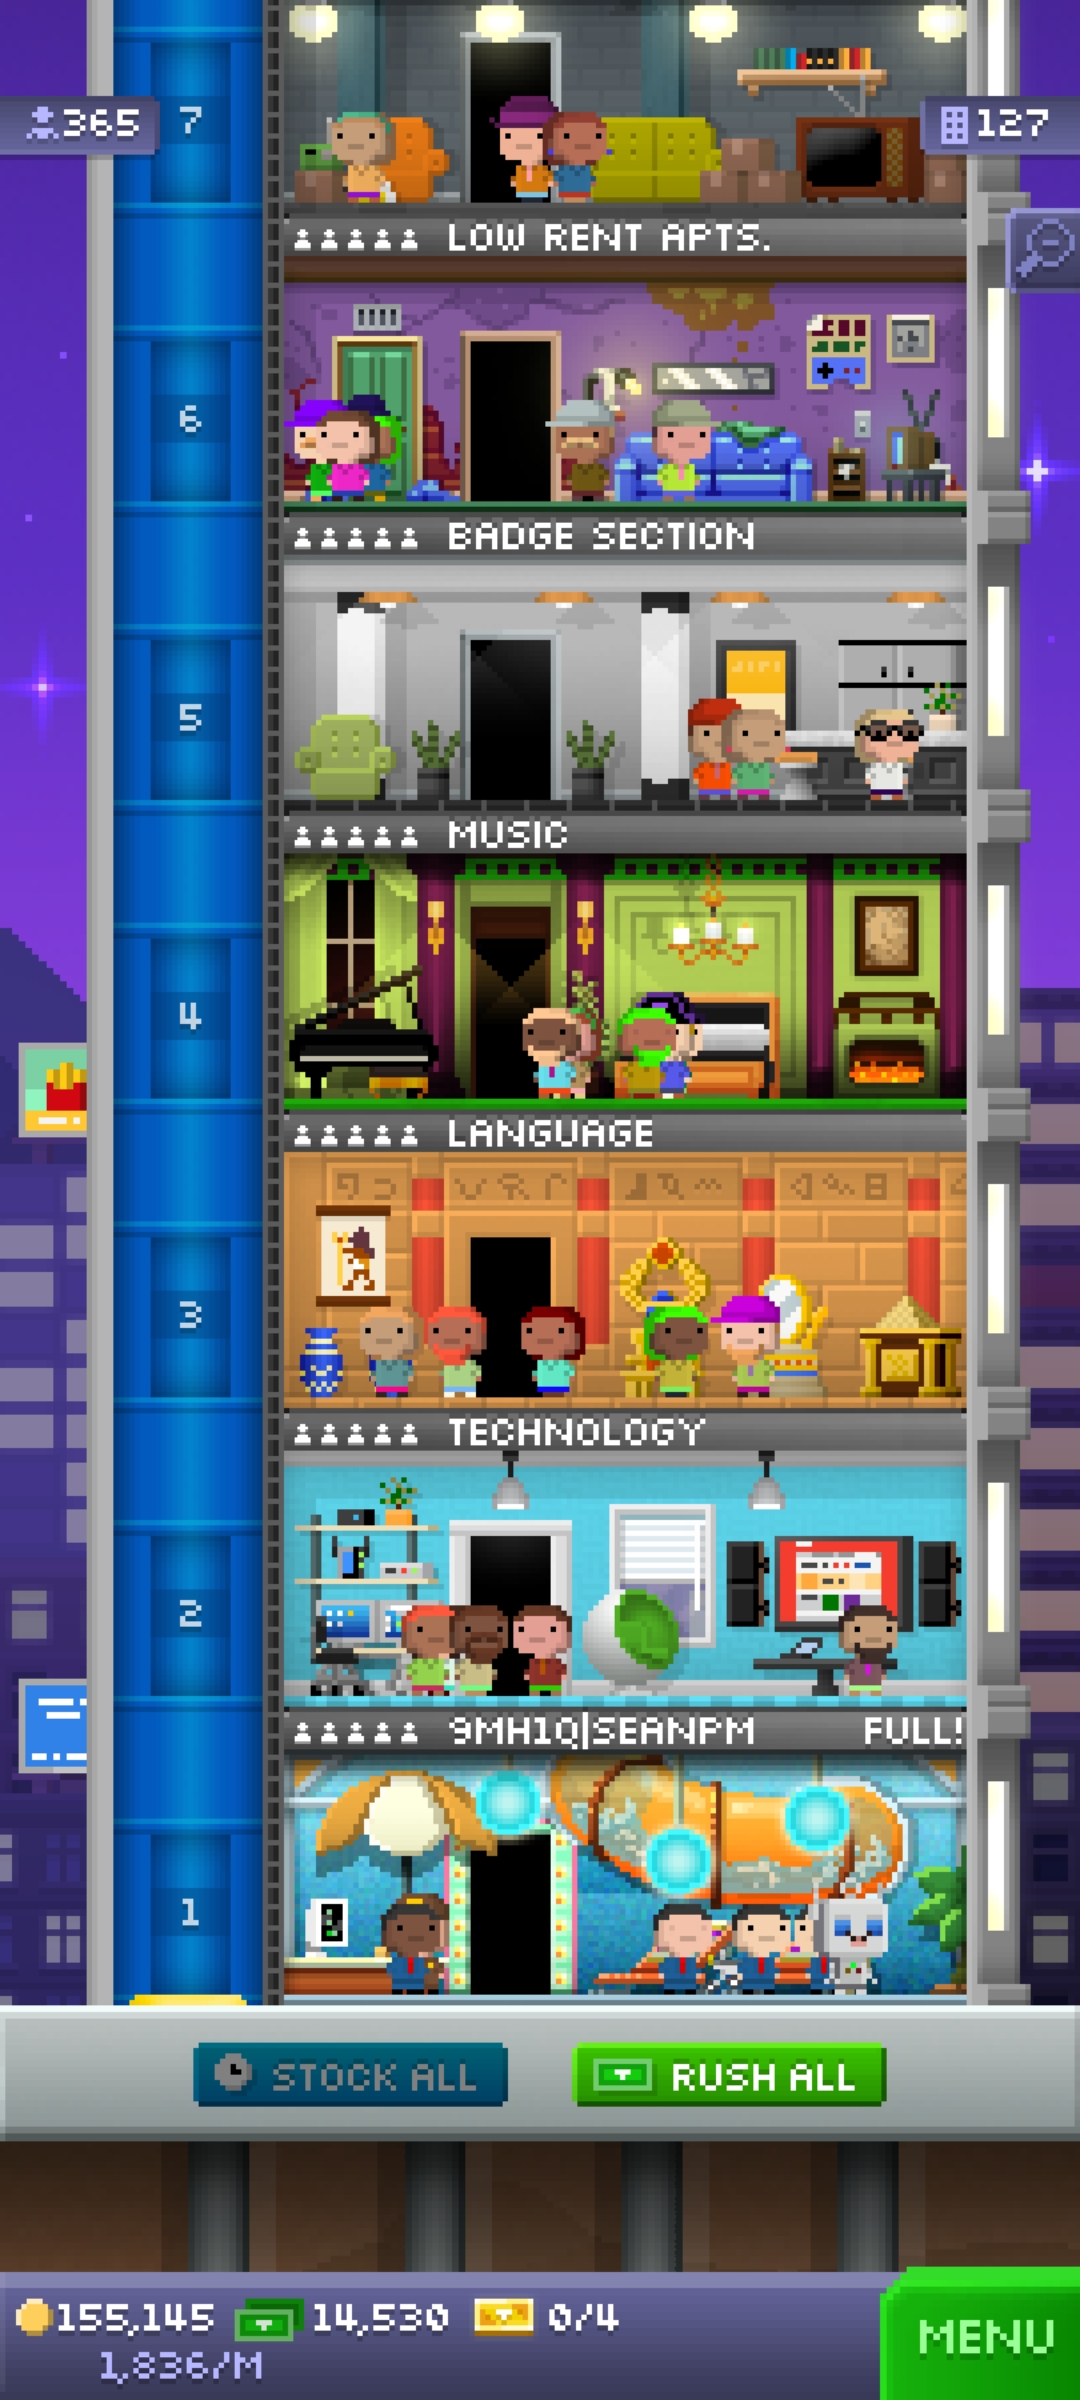 365
7
127
LOW RENT APTS.
6
BADGE SECTION
5
MUSIC
4
LANGUAGE
3
TECHNOLOGY
2
9MH1Q|SEANPM FULL!
1
STOCK ALL
RUSH ALL
155,145
14,530
0/4
1,836/M
MENU